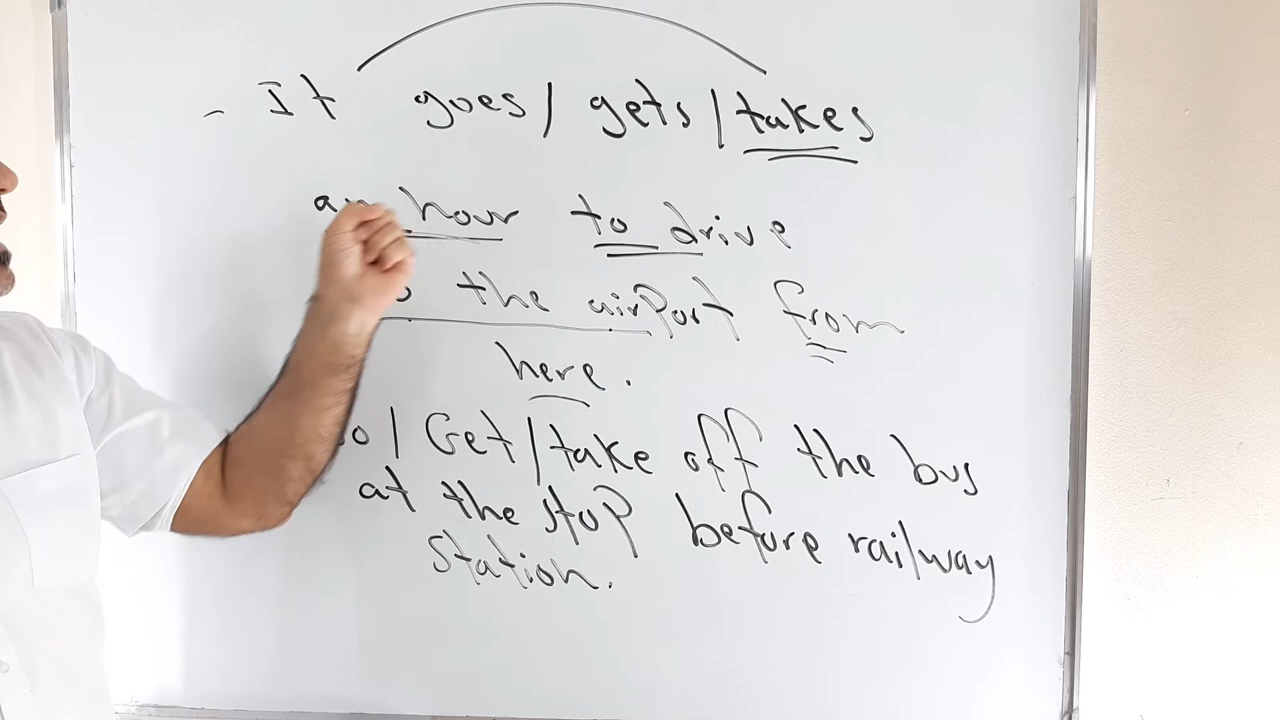 - It goes/ gets/takes
an hour to drive
the airport from
here.
Get/take off the bus
at the stop before railway
Station.